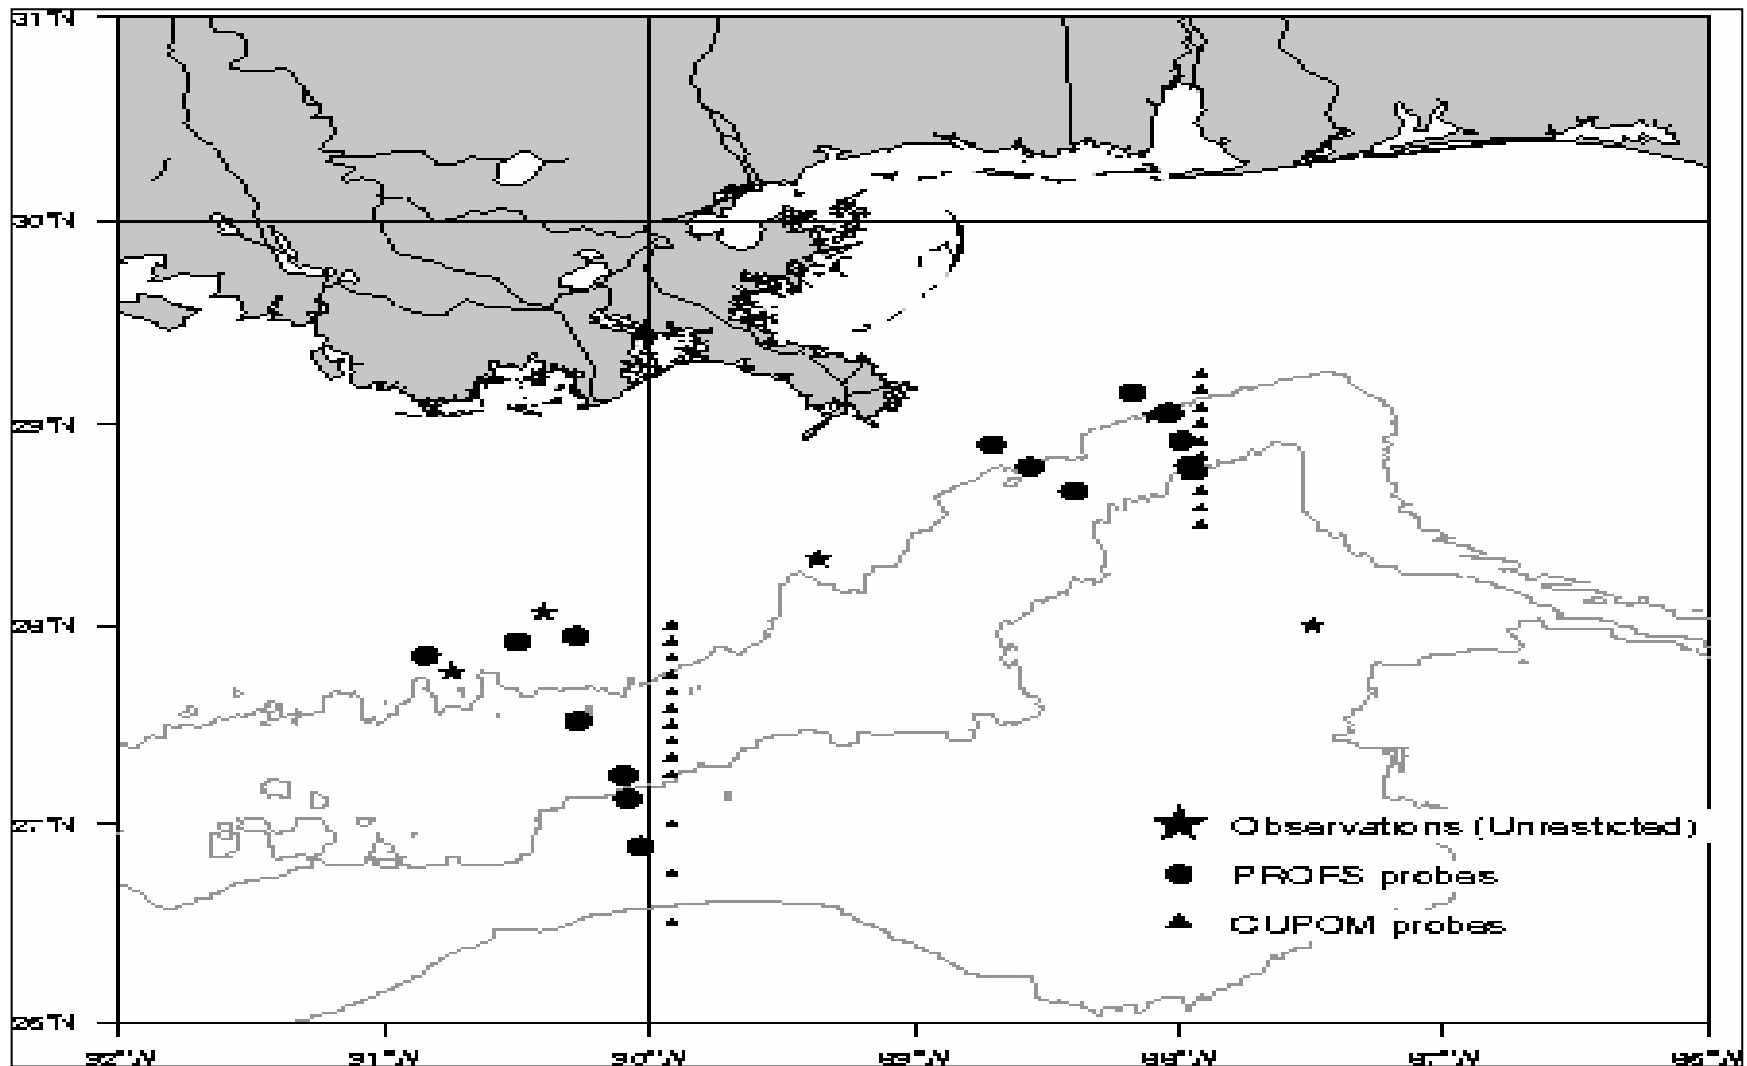 31°N
30°N
29°N
28°N
27°N
26°N
★ Observations (Unresticted)
● PROFS probes
▲ CUPOM probes
92°W 91°W 90°W 89°W 88°W 87°W 86°W